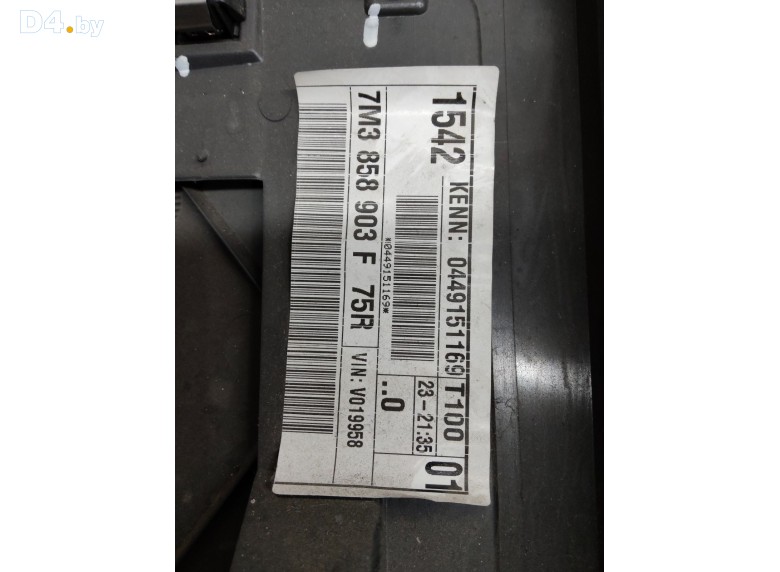 D4.by
1542 KENN: 0449151169 T100 01
*0449151169*
23-21:35
..0
7M3 858 903 F 75R VIN: V019958